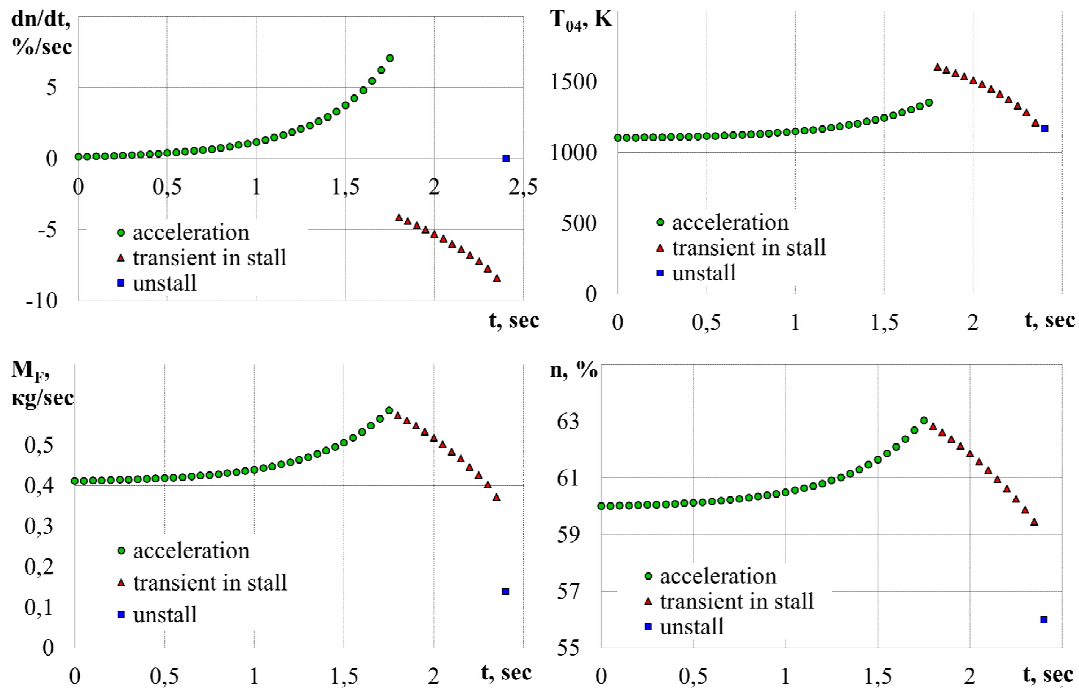 dn/dt,
%/sec
5
0
0 0,5 1 1,5 2 2,5
-5
-10
acceleration
transient in stall
unstall
t, sec
T04, K
1500
1000
500
0
acceleration
transient in stall
unstall
0 0,5 1 1,5 2 t, sec
MF,
кg/sec
0,5
0,4
0,3
0,2
0,1
0
acceleration
transient in stall
unstall
0 0,5 1 1,5 2 t, sec
n, %
63
61
59
57
55
acceleration
transient in stall
unstall
0 0,5 1 1,5 2 t, sec